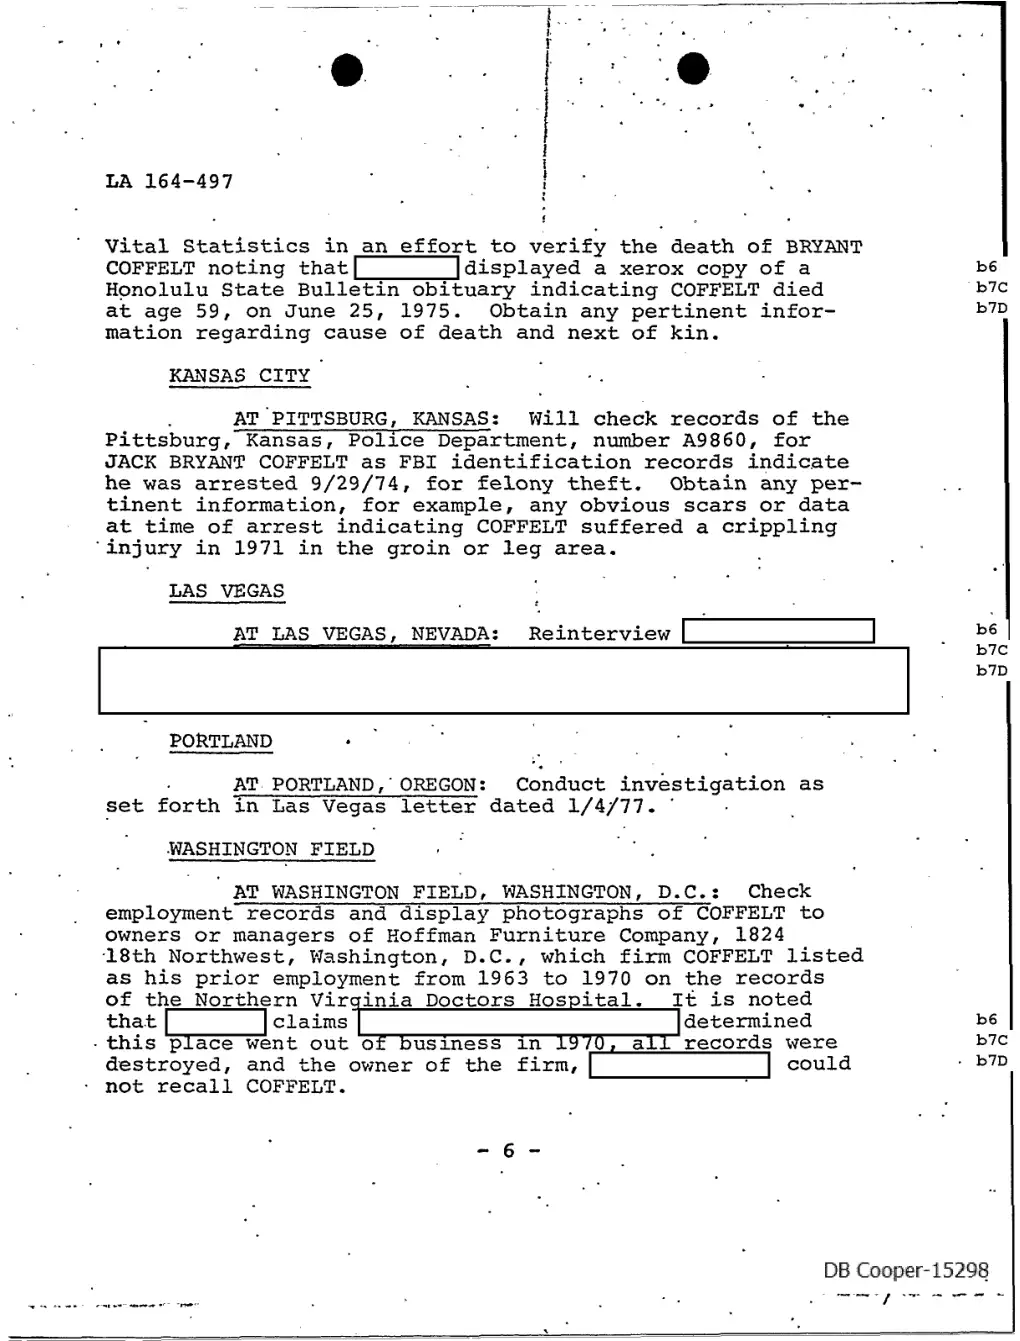 LA 164-497
Vital Statistics in an effort to verify the death of BRYANT
COFFELT noting that displayed a xerox copy of a b6
Honolulu State Bulletin obituary indicating COFFELT died b7C
at age 59, on June 25, 1975. Obtain any pertinent infor- b7D
mation regarding cause of death and next of kin.
KANSAS CITY
AT PITTSBURG, KANSAS: Will check records of the
Pittsburg, Kansas, Police Department, number A9860, for
JACK BRYANT COFFELT as FBI identification records indicate
he was arrested 9/29/74, for felony theft. Obtain any per-
tinent information, for example, any obvious scars or data
at time of arrest indicating COFFELT suffered a crippling
injury in 1971 in the groin or leg area.
LAS VEGAS
AT LAS VEGAS, NEVADA: Reinterview b6
b7C
b7D
PORTLAND
AT PORTLAND, OREGON: Conduct investigation as
set forth in Las Vegas letter dated 1/4/77.
WASHINGTON FIELD
AT WASHINGTON FIELD, WASHINGTON, D.C.: Check
employment records and display photographs of COFFELT to
owners or managers of Hoffman Furniture Company, 1824
18th Northwest, Washington, D.C., which firm COFFELT listed
as his prior employment from 1963 to 1970 on the records
of the Northern Virginia Doctors Hospital. It is noted
that claims determined b6
this place went out of business in 1970, all records were b7C
destroyed, and the owner of the firm, could b7D
not recall COFFELT.
- 6 -
DB Cooper-15298